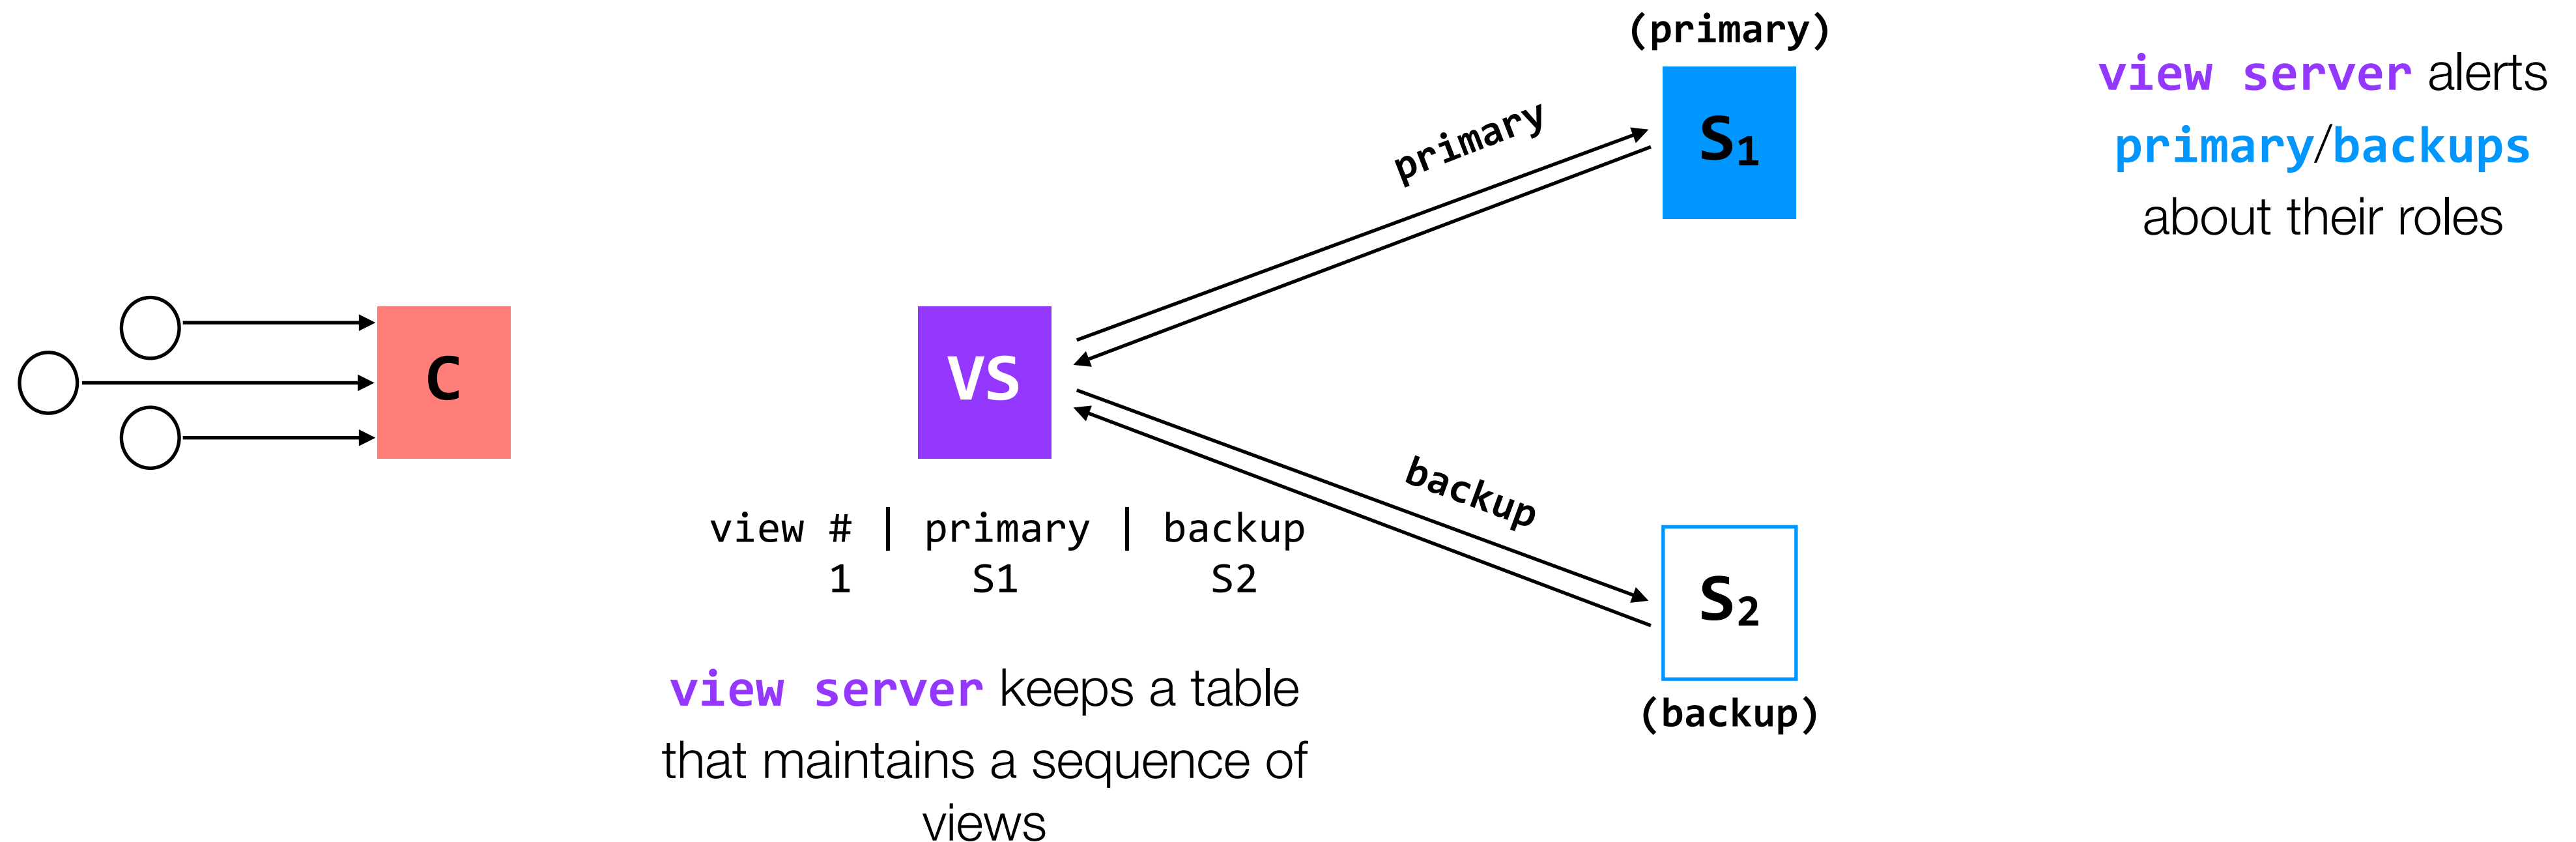 (primary)
S1
view server alerts
primary/backups
about their roles
primary
C
VS
backup
view # | primary | backup
1 S1 S2
S2
(backup)
view server keeps a table
that maintains a sequence of
views